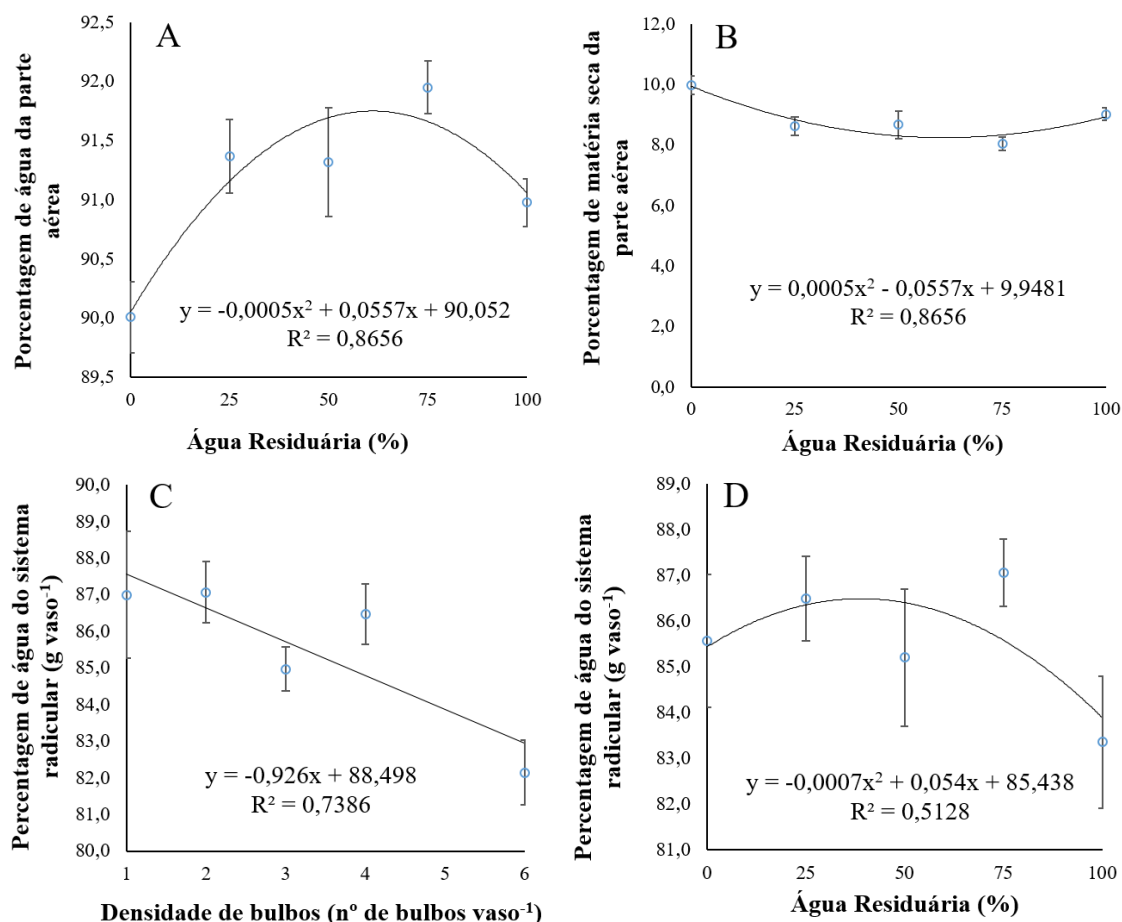 A
Porcentagem de água da parte
aérea
92,5
92,0
91,5
91,0
90,5
90,0
89,5
y = -0,0005x² + 0,0557x + 90,052
R² = 0,8656
0 25 50 75 100
Água Residuária (%)
B
Porcentagem de matéria seca da
parte aérea
12,0
10,0
8,0
6,0
4,0
2,0
0,0
y = 0,0005x² - 0,0557x + 9,9481
R² = 0,8656
0 25 50 75 100
Água Residuária (%)
C
Percentagem de água do sistema
radicular (g vaso⁻¹)
90,0
89,0
88,0
87,0
86,0
85,0
84,0
83,0
82,0
81,0
80,0
y = -0,926x + 88,498
R² = 0,7386
1 2 3 4 5 6
Densidade de bulbos (nº de bulbos vaso⁻¹)
D
Percentagem de água do sistema
radicular (g vaso⁻¹)
89,0
88,0
87,0
86,0
85,0
84,0
83,0
82,0
81,0
y = -0,0007x² + 0,054x + 85,438
R² = 0,5128
0 25 50 75 100
Água Residuária (%)